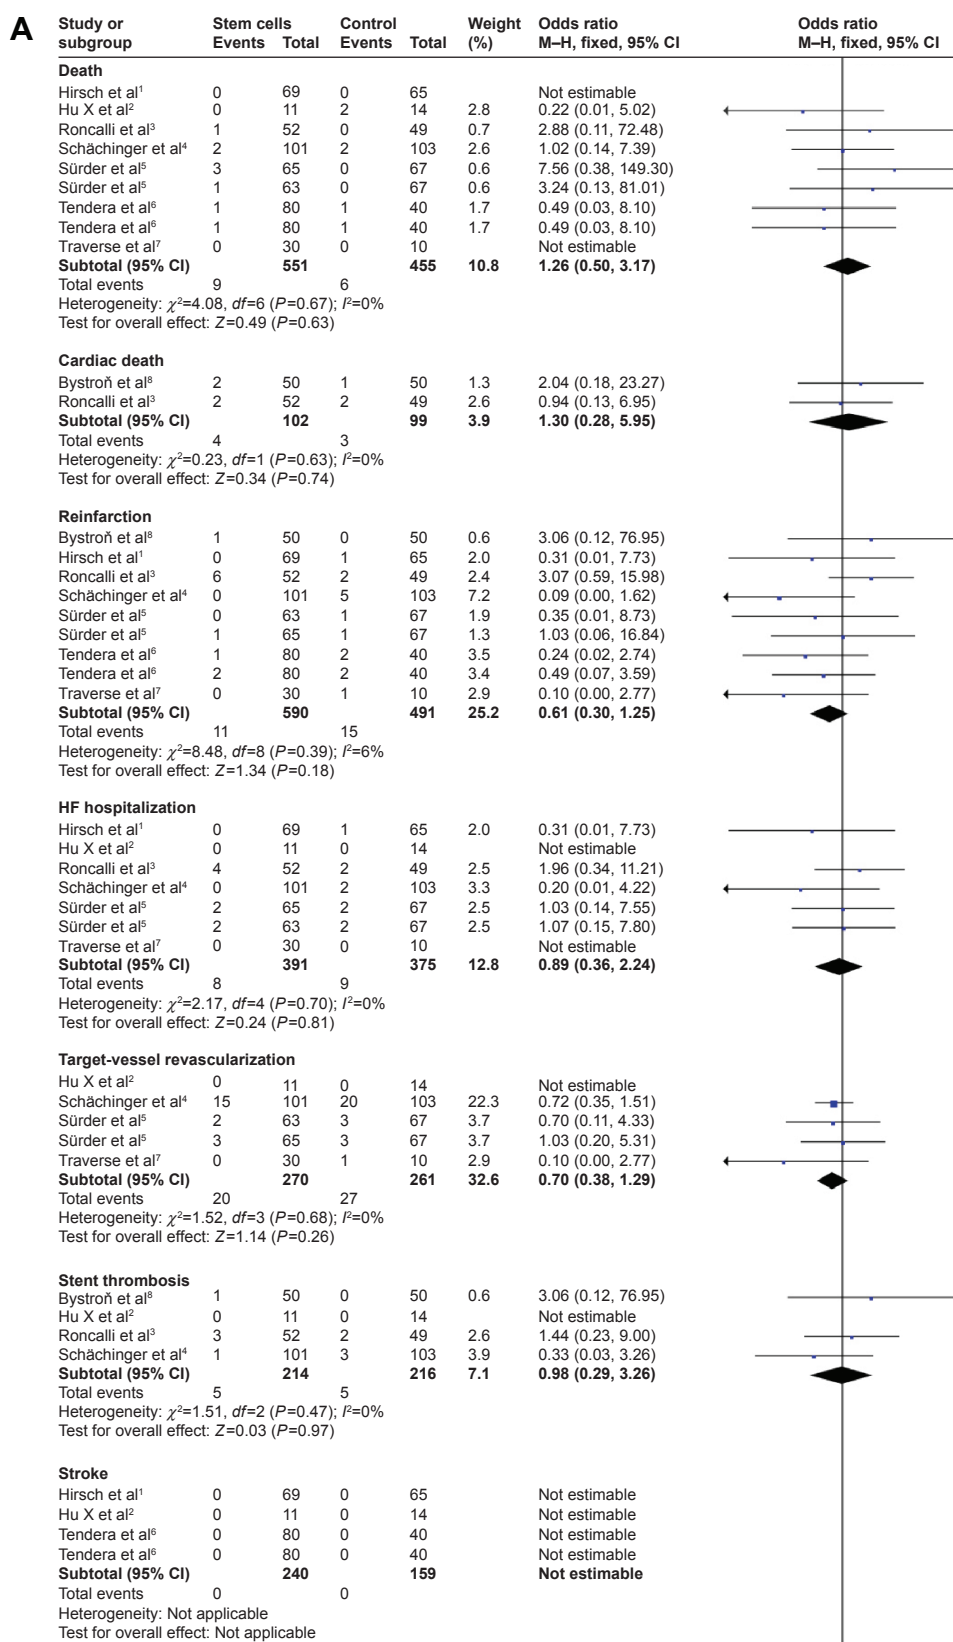 A
Study or subgroup Stem cells Control Weight (%) Odds ratio M–H, fixed, 95% CI Odds ratio M–H, fixed, 95% CI
Events Total Events Total
Death
Hirsch et al¹ 0 69 0 65 Not estimable
Hu X et al² 0 11 2 14 2.8 0.22 (0.01, 5.02)
Roncalli et al³ 1 52 0 49 0.7 2.88 (0.11, 72.48)
Schächinger et al⁴ 2 101 2 103 2.6 1.02 (0.14, 7.39)
Sürder et al⁵ 3 65 0 67 0.6 7.56 (0.38, 149.30)
Sürder et al⁵ 1 63 0 67 0.6 3.24 (0.13, 81.01)
Tendera et al⁶ 1 80 1 40 1.7 0.49 (0.03, 8.10)
Tendera et al⁶ 1 80 1 40 1.7 0.49 (0.03, 8.10)
Traverse et al⁷ 0 30 0 10 Not estimable
Subtotal (95% CI) 551 455 10.8 1.26 (0.50, 3.17)
Total events 9 6
Heterogeneity: χ²=4.08, df=6 (P=0.67); I²=0%
Test for overall effect: Z=0.49 (P=0.63)
Cardiac death
Bystroň et al⁸ 2 50 1 50 1.3 2.04 (0.18, 23.27)
Roncalli et al³ 2 52 2 49 2.6 0.94 (0.13, 6.95)
Subtotal (95% CI) 102 99 3.9 1.30 (0.28, 5.95)
Total events 4 3
Heterogeneity: χ²=0.23, df=1 (P=0.63); I²=0%
Test for overall effect: Z=0.34 (P=0.74)
Reinfarction
Bystroň et al⁸ 1 50 0 50 0.6 3.06 (0.12, 76.95)
Hirsch et al¹ 0 69 1 65 2.0 0.31 (0.01, 7.73)
Roncalli et al³ 6 52 2 49 2.4 3.07 (0.59, 15.98)
Schächinger et al⁴ 0 101 5 103 7.2 0.09 (0.00, 1.62)
Sürder et al⁵ 0 63 1 67 1.9 0.35 (0.01, 8.73)
Sürder et al⁵ 1 65 1 67 1.3 1.03 (0.06, 16.84)
Tendera et al⁶ 1 80 2 40 3.5 0.24 (0.02, 2.74)
Tendera et al⁶ 2 80 2 40 3.4 0.49 (0.07, 3.59)
Traverse et al⁷ 0 30 1 10 2.9 0.10 (0.00, 2.77)
Subtotal (95% CI) 590 491 25.2 0.61 (0.30, 1.25)
Total events 11 15
Heterogeneity: χ²=8.48, df=8 (P=0.39); I²=6%
Test for overall effect: Z=1.34 (P=0.18)
HF hospitalization
Hirsch et al¹ 0 69 1 65 2.0 0.31 (0.01, 7.73)
Hu X et al² 0 11 0 14 Not estimable
Roncalli et al³ 4 52 2 49 2.5 1.96 (0.34, 11.21)
Schächinger et al⁴ 0 101 2 103 3.3 0.20 (0.01, 4.22)
Sürder et al⁵ 2 65 2 67 2.5 1.03 (0.14, 7.55)
Sürder et al⁵ 2 63 2 67 2.5 1.07 (0.15, 7.80)
Traverse et al⁷ 0 30 0 10 Not estimable
Subtotal (95% CI) 391 375 12.8 0.89 (0.36, 2.24)
Total events 8 9
Heterogeneity: χ²=2.17, df=4 (P=0.70); I²=0%
Test for overall effect: Z=0.24 (P=0.81)
Target-vessel revascularization
Hu X et al² 0 11 0 14 Not estimable
Schächinger et al⁴ 15 101 20 103 22.3 0.72 (0.35, 1.51)
Sürder et al⁵ 2 63 3 67 3.7 0.70 (0.11, 4.33)
Sürder et al⁵ 3 65 3 67 3.7 1.03 (0.20, 5.31)
Traverse et al⁷ 0 30 1 10 2.9 0.10 (0.00, 2.77)
Subtotal (95% CI) 270 261 32.6 0.70 (0.38, 1.29)
Total events 20 27
Heterogeneity: χ²=1.52, df=3 (P=0.68); I²=0%
Test for overall effect: Z=1.14 (P=0.26)
Stent thrombosis
Bystroň et al⁸ 1 50 0 50 0.6 3.06 (0.12, 76.95)
Hu X et al² 0 11 0 14 Not estimable
Roncalli et al³ 3 52 2 49 2.6 1.44 (0.23, 9.00)
Schächinger et al⁴ 1 101 3 103 3.9 0.33 (0.03, 3.26)
Subtotal (95% CI) 214 216 7.1 0.98 (0.29, 3.26)
Total events 5 5
Heterogeneity: χ²=1.51, df=2 (P=0.47); I²=0%
Test for overall effect: Z=0.03 (P=0.97)
Stroke
Hirsch et al¹ 0 69 0 65 Not estimable
Hu X et al² 0 11 0 14 Not estimable
Tendera et al⁶ 0 80 0 40 Not estimable
Tendera et al⁶ 0 80 0 40 Not estimable
Subtotal (95% CI) 240 159 Not estimable
Total events 0 0
Heterogeneity: Not applicable
Test for overall effect: Not applicable